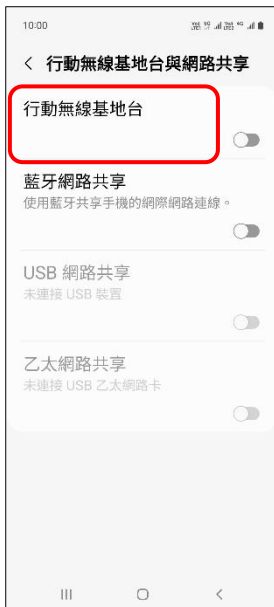 10:00
行動無線基地台與網路共享
行動無線基地台
藍牙網路共享
使用藍牙共享手機的網際網路連線。
USB 網路共享
未連接 USB 裝置
乙太網路共享
未連接 USB 乙太網路卡